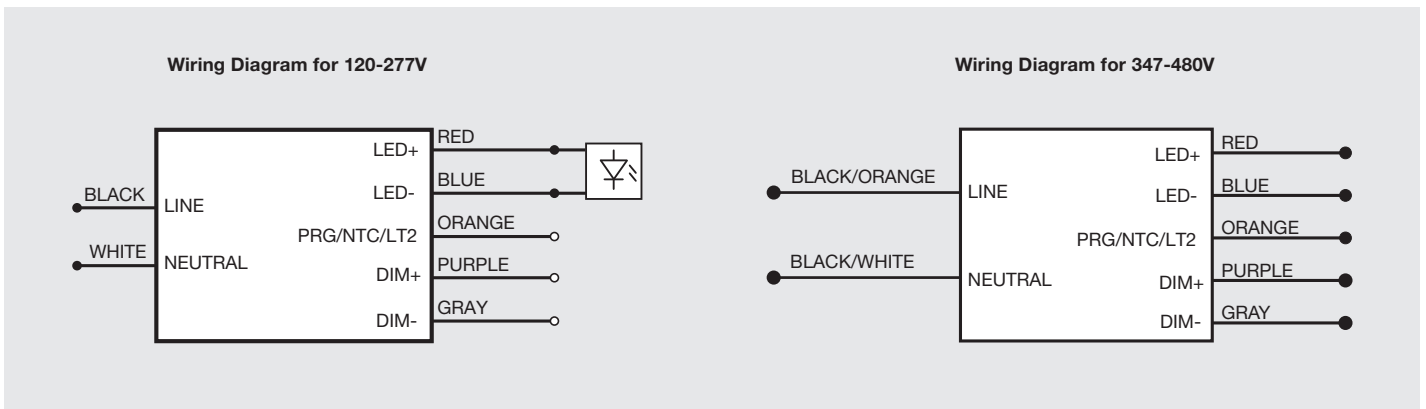 Wiring Diagram for 120-277V
BLACK
WHITE
LINE
NEUTRAL
LED+
LED-
PRG/NTC/LT2
DIM+
DIM-
RED
BLUE
ORANGE
PURPLE
GRAY
Wiring Diagram for 347-480V
BLACK/ORANGE
BLACK/WHITE
LINE
NEUTRAL
LED+
LED-
PRG/NTC/LT2
DIM+
DIM-
RED
BLUE
ORANGE
PURPLE
GRAY